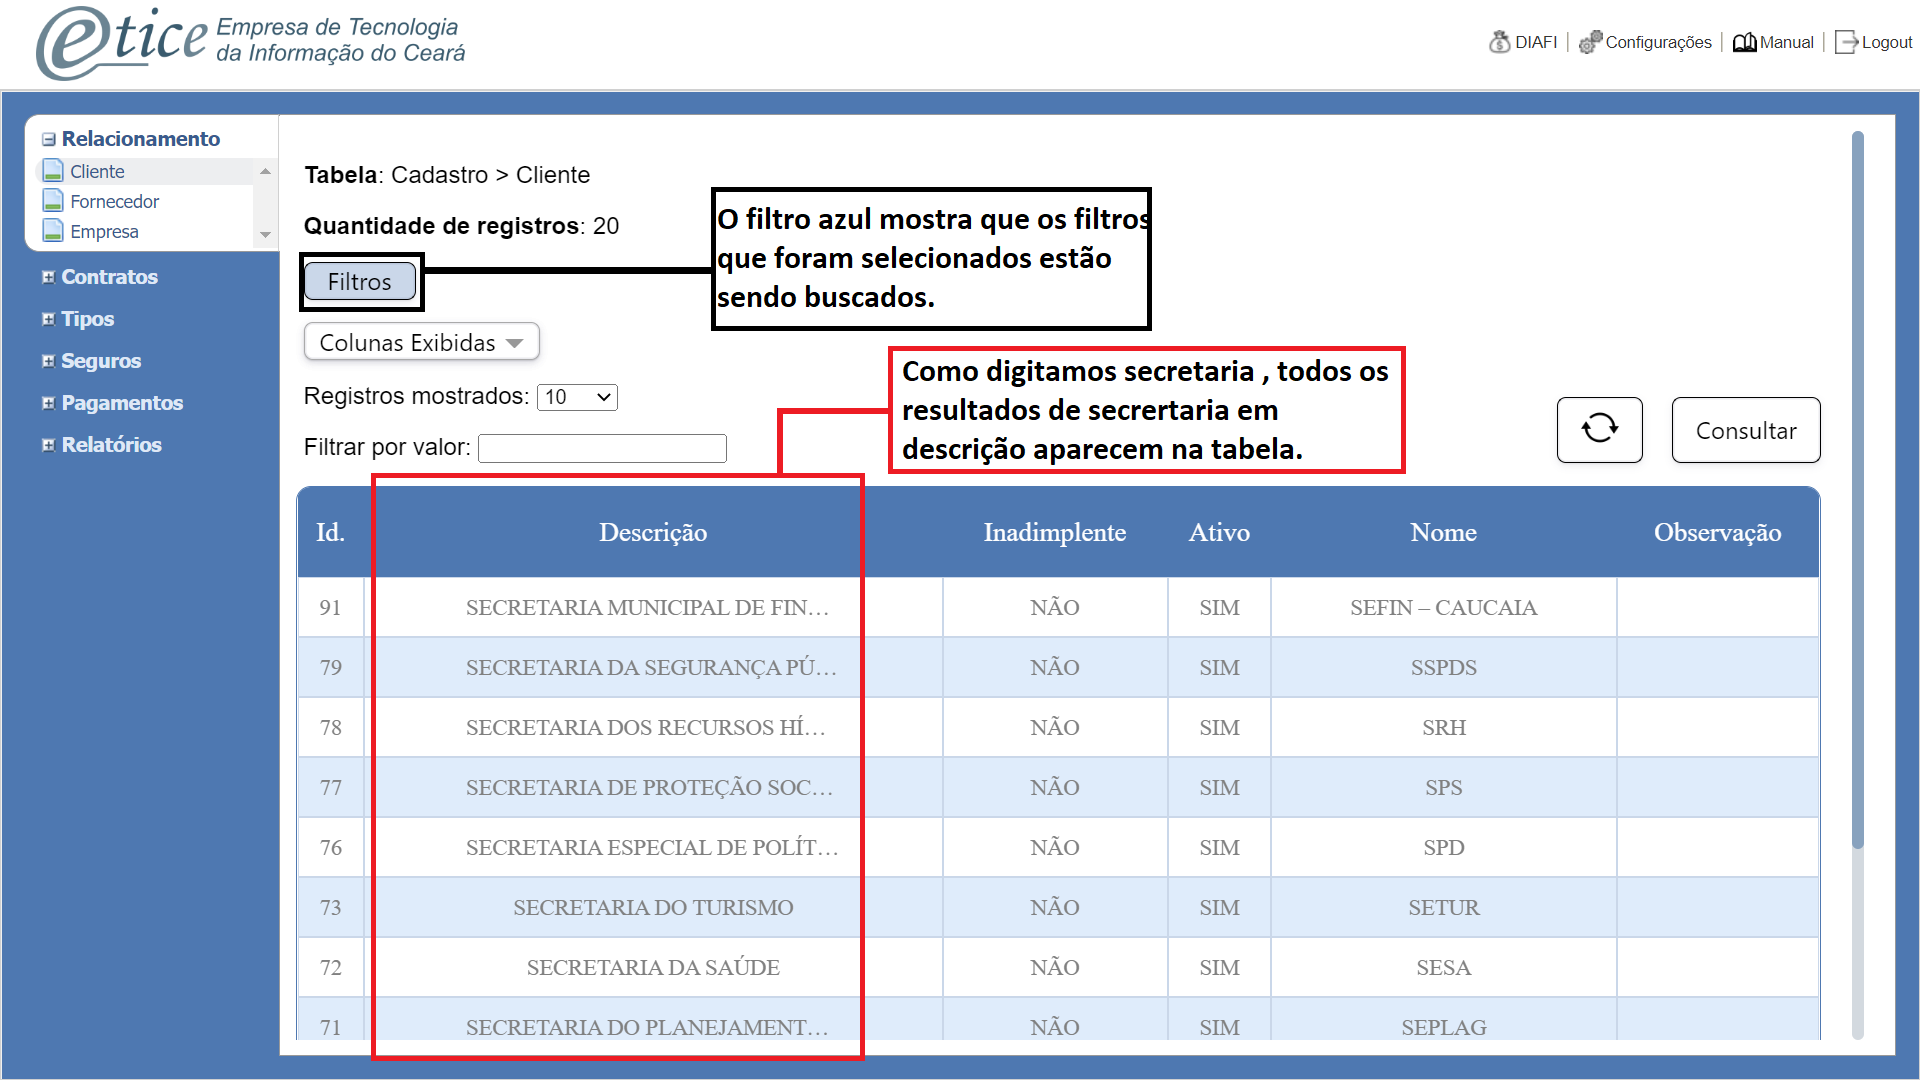 etice Empresa de Tecnologia
da Informação do Ceará
DIAFI | Configurações | Manual | Logout
Relacionamento
Cliente
Fornecedor
Empresa
Contratos
Tipos
Seguros
Pagamentos
Relatórios
Tabela: Cadastro > Cliente
Quantidade de registros: 20
Filtros
O filtro azul mostra que os filtros
que foram selecionados estão
sendo buscados.
Colunas Exibidas
Registros mostrados: 10
Filtrar por valor:
Como digitamos secretaria , todos os
resultados de secrertaria em
descrição aparecem na tabela.
Consultar
Id. Descrição Inadimplente Ativo Nome Observação
91 SECRETARIA MUNICIPAL DE FIN... NÃO SIM SEFIN – CAUCAIA
79 SECRETARIA DA SEGURANÇA PÚ... NÃO SIM SSPDS
78 SECRETARIA DOS RECURSOS HÍ... NÃO SIM SRH
77 SECRETARIA DE PROTEÇÃO SOC... NÃO SIM SPS
76 SECRETARIA ESPECIAL DE POLÍT... NÃO SIM SPD
73 SECRETARIA DO TURISMO NÃO SIM SETUR
72 SECRETARIA DA SAÚDE NÃO SIM SESA
71 SECRETARIA DO PLANEJAMENT... NÃO SIM SEPLAG